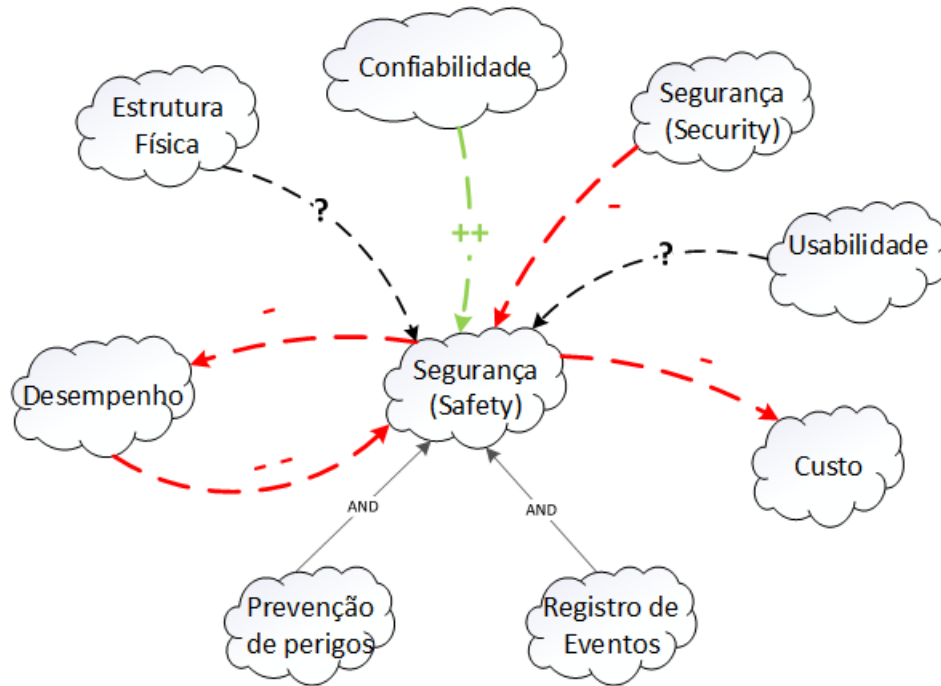 Confiabilidade
Estrutura
Física
Segurança
(Security)
?
++
-
?
Usabilidade
-
Desempenho
Segurança
(Safety)
-
Custo
--
AND
AND
Prevenção
de perigos
Registro de
Eventos